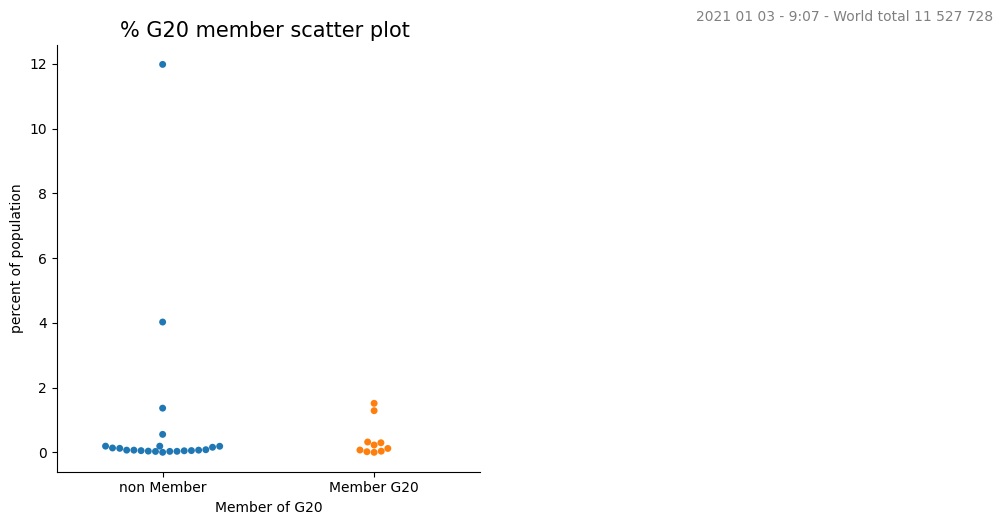 2021 01 03 - 9:07 - World total 11 527 728
% G20 member scatter plot
12
10
8
6
4
2
0
percent of population
non Member
Member G20
Member of G20